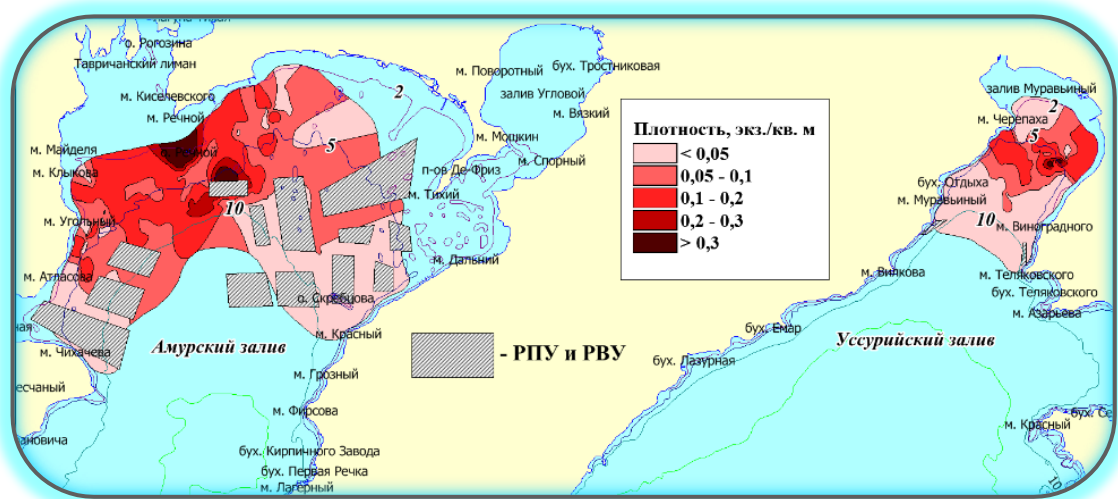 о. Рогозина
Тавричанский лиман
м. Киселевского
м. Речной
о. Речной
м. Майделя
м. Клыкова
м. Угольный
м. Атласова
м. Чихачева
2
5
10
м. Поворотный
бух. Тростниковая
залив Угловой
м. Вязкий
м. Мопкин
м. Спорный
п-ов Де-Фриз
м. Тихий
м. Дальний
о. Скребцова
м. Красный
Амурский залив
м. Грозный
м. Фирсова
бух. Кирпичного Завода
бух. Первая Речка
м. Лагерный
- РПУ и РВУ
Плотность, экз./кв. м
< 0,05
0,05 - 0,1
0,1 - 0,2
0,2 - 0,3
> 0,3
залив Муравьиный
2
м. Черепаха
5
бух. Отдыха
м. Муравьиный
10
м. Виноградного
м. Вилкова
м. Теляковского
бух. Теляковского
м. Азарьева
бух. Емар
Уссурийский залив
бух. Лазурная
м. Красный
10